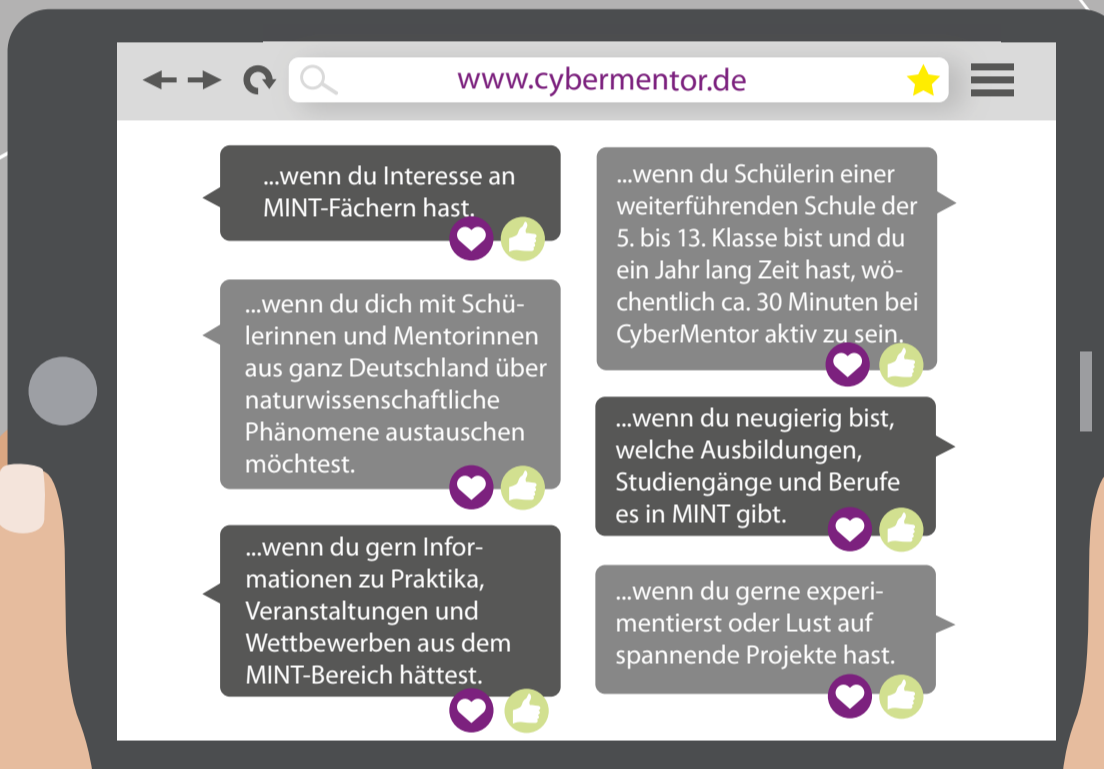 www.cybermentor.de
...wenn du Interesse an
MINT-Fächern hast.
...wenn du dich mit Schü-
lerinnen und Mentorinnen
aus ganz Deutschland über
naturwissenschaftliche
Phänomene austauschen
möchtest.
...wenn du gern Infor-
mationen zu Praktika,
Veranstaltungen und
Wettbewerben aus dem
MINT-Bereich hättest.
...wenn du Schülerin einer
weiterführenden Schule der
5. bis 13. Klasse bist und du
ein Jahr lang Zeit hast, wö-
chentlich ca. 30 Minuten bei
CyberMentor aktiv zu sein.
...wenn du neugierig bist,
welche Ausbildungen,
Studiengänge und Berufe
es in MINT gibt.
...wenn du gerne experi-
mentierst oder Lust auf
spannende Projekte hast.